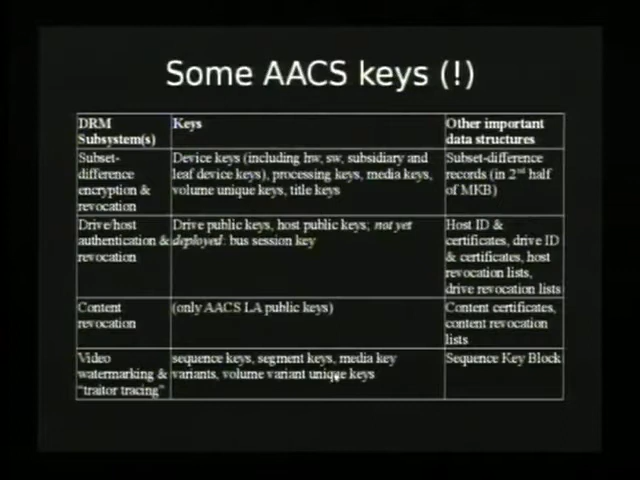 Some AACS keys (!)
DRM
Subsystem(s)
Keys
Other important
data structures
Subset-
difference
encryption &
revocation
Device keys (including hw, sw, subsidiary and
leaf device keys), processing keys, media keys,
volume unique keys, title keys
Subset-difference
records (in 2nd half
of MKB)
Drive/host
authentication &
revocation
Drive public keys, host public keys; not yet
deployed: bus session key
Host ID &
certificates, drive ID
& certificates, host
revocation lists,
drive revocation lists
Content
revocation
(only AACS LA public keys)
Content certificates,
content revocation
lists
Video
watermarking &
"traitor tracing"
sequence keys, segment keys, media key
variants, volume variant unique keys
Sequence Key Block